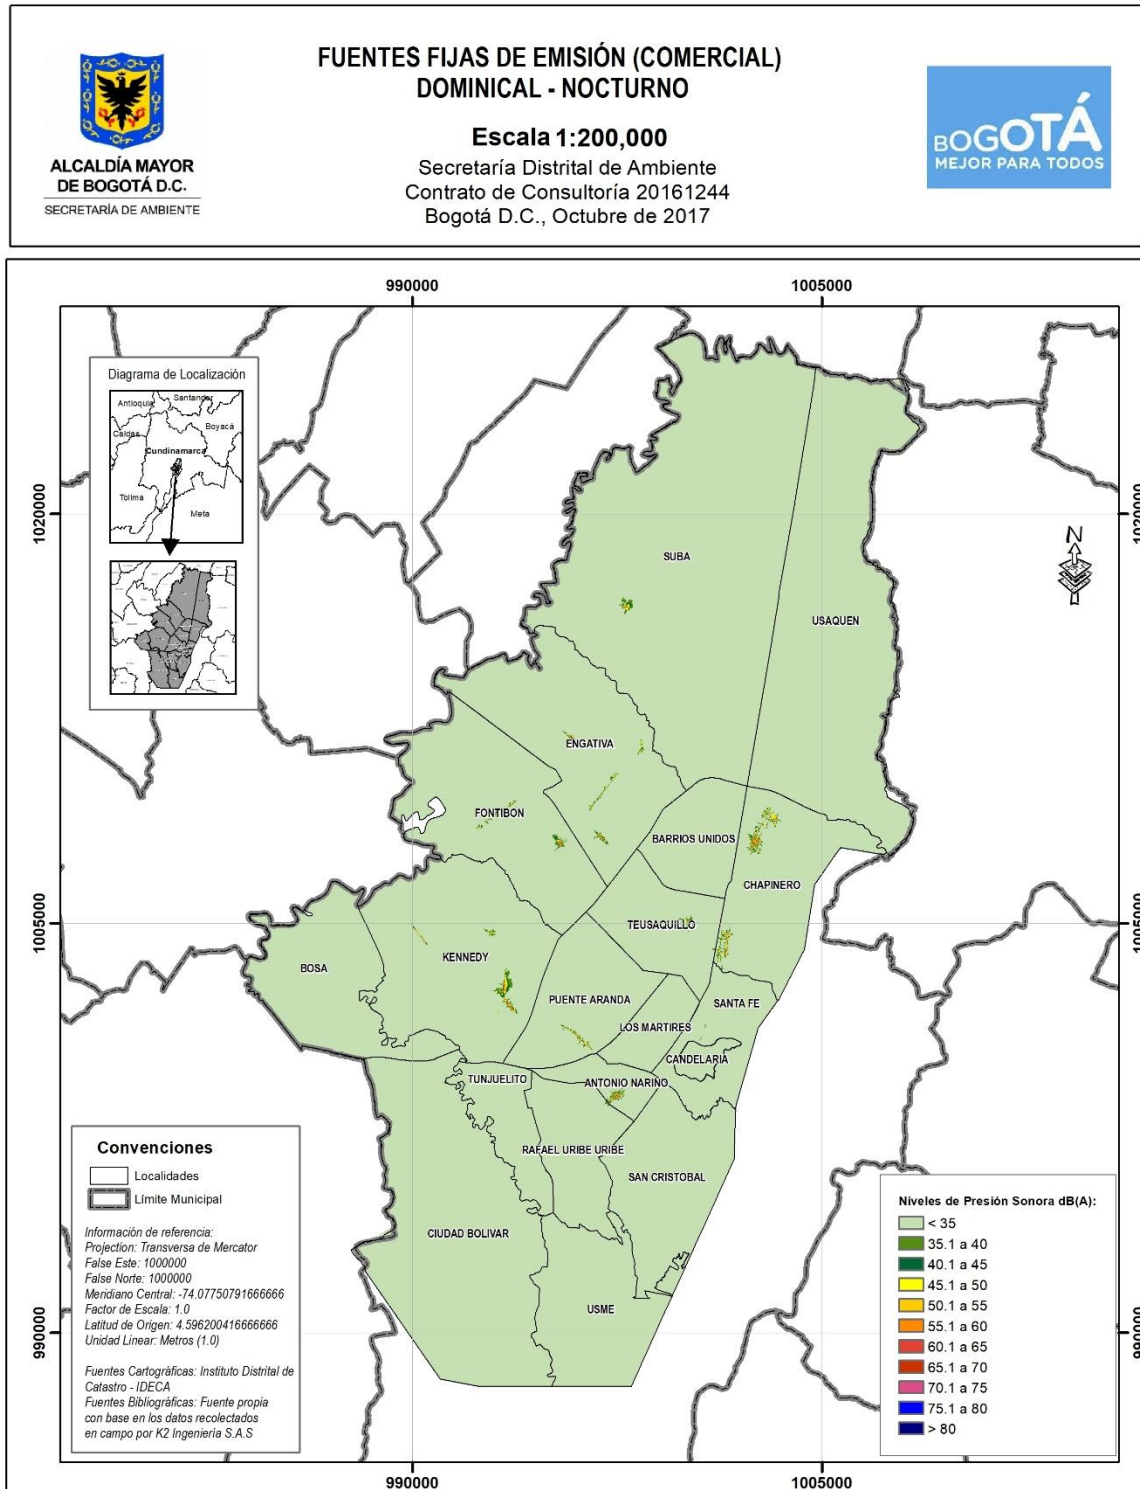 FUENTES FIJAS DE EMISIÓN (COMERCIAL)
DOMINICAL - NOCTURNO
Escala 1:200,000
Secretaría Distrital de Ambiente
Contrato de Consultoría 20161244
Bogotá D.C., Octubre de 2017
ALCALDÍA MAYOR
DE BOGOTÁ D.C.
SECRETARÍA DE AMBIENTE
BOGOTÁ
MEJOR PARA TODOS
990000
1005000
Diagrama de Localización
Antioquia
Santander
Boyacá
Caldas
Cundinamarca
Tolima
Meta
1020000
1020000
SUBA
USAQUEN
ENGATIVA
FONTIBON
BARRIOS UNIDOS
CHAPINERO
TEUSAQUILLO
1005000
1005000
KENNEDY
BOSA
PUENTE ARANDA
SANTA FE
LOS MARTIRES
CANDELARIA
TUNJUELITO
ANTONIO NARIÑO
RAFAEL URIBE URIBE
SAN CRISTOBAL
CIUDAD BOLIVAR
USME
990000
990000
Convenciones
Localidades
Límite Municipal
Información de referencia:
Projection: Transversa de Mercator
False Este: 1000000
False Norte: 1000000
Meridiano Central: -74.07750791666666
Factor de Escala: 1.0
Latitud de Origen: 4.596200416666666
Unidad Linear: Metros (1.0)
Fuentes Cartográficas: Instituto Distrital de
Catastro - IDECA
Fuentes Bibliográficas: Fuente propia
con base en los datos recolectados
en campo por K2 Ingeniería S.A.S
Niveles de Presión Sonora dB(A):
< 35
35.1 a 40
40.1 a 45
45.1 a 50
50.1 a 55
55.1 a 60
60.1 a 65
65.1 a 70
70.1 a 75
75.1 a 80
> 80
N
990000
1005000